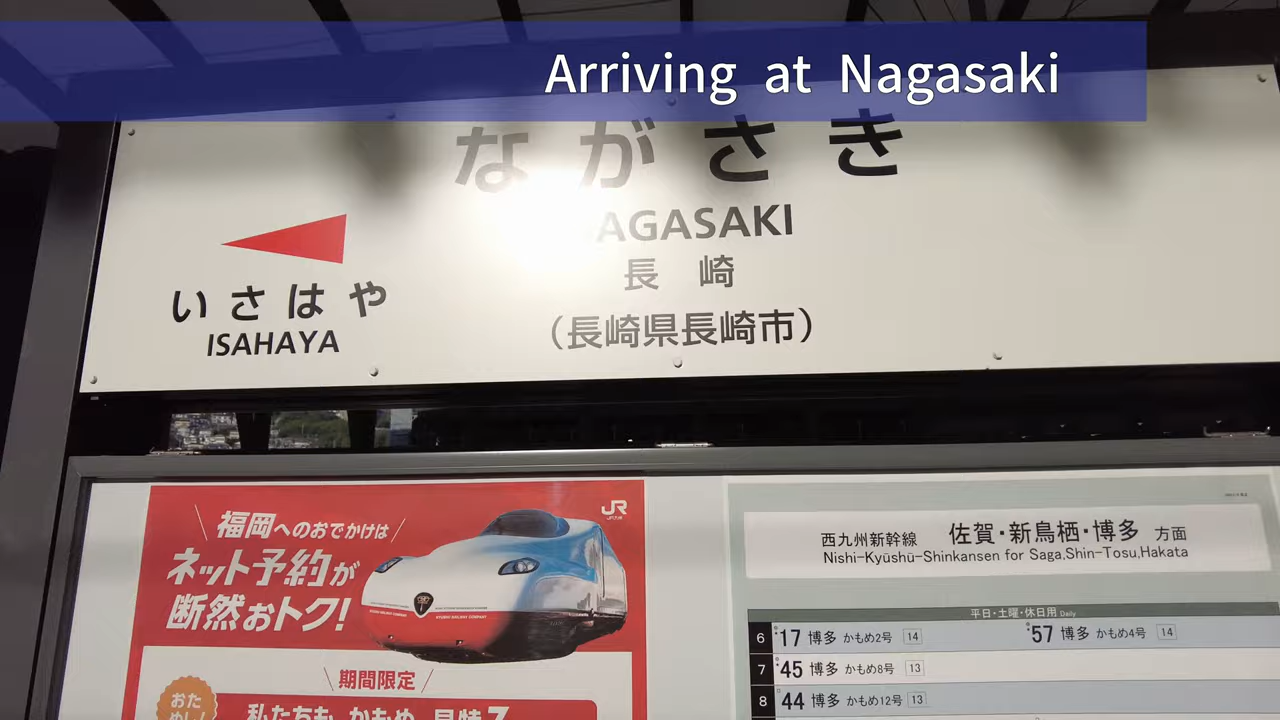 Arriving at Nagasaki
ながさき
AGASAKI
長崎
(長崎県長崎市)
いさはや
ISAHAYA
福岡へのおでかけは
ネット予約が
断然おトク!
JR
期間限定
西九州新幹線 佐賀・新鳥栖・博多 方面
Nishi-Kyūshū-Shinkansen for Saga,Shin-Tosu,Hakata
平日・土曜・休日用 Daily
6 17 博多 かもめ2号 14 57 博多 かもめ4号 14
7 45 博多 かもめ8号 13
8 44 博多 かもめ12号 13